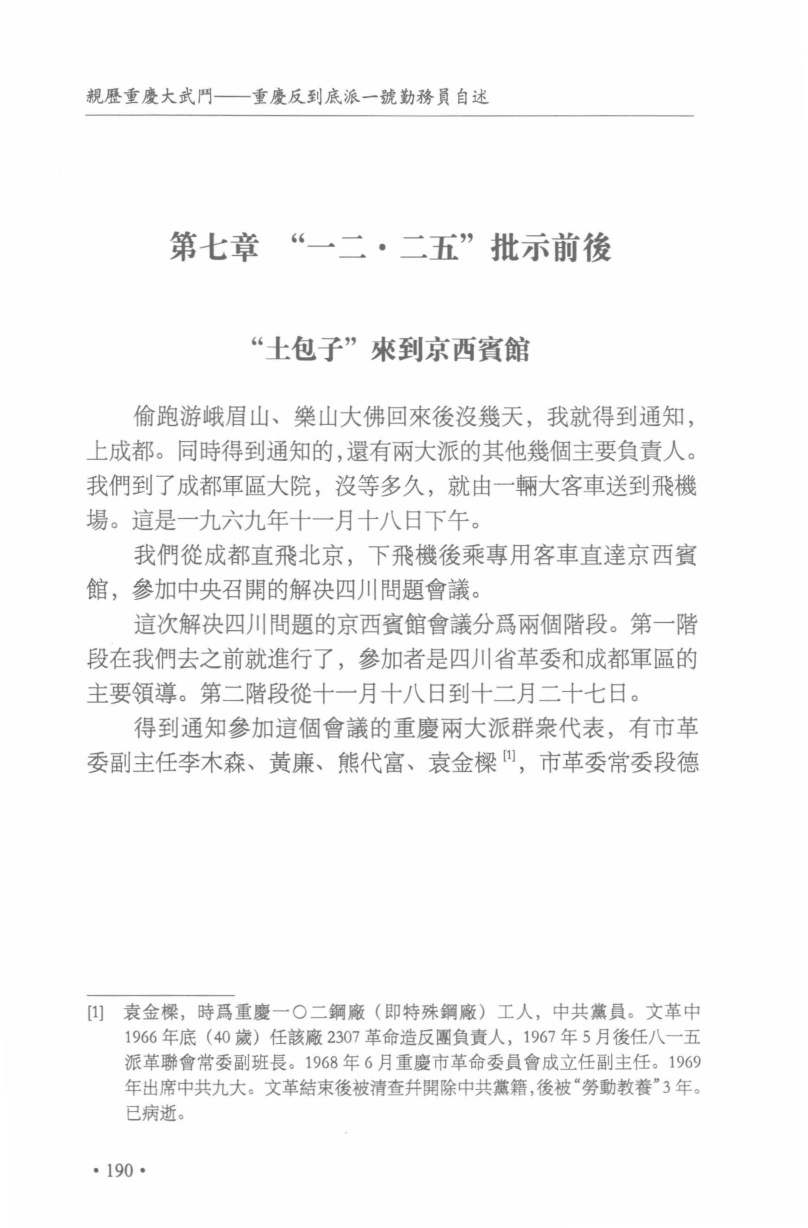 親歷重慶大武鬥——重慶反到底派一號勤務員自述
第七章 “一二·二五”批示前後
“土包子”來到京西賓館
偷跑游峨眉山、樂山大佛回來後沒幾天，我就得到通知，
上成都。同時得到通知的，還有兩大派的其他幾個主要負責人。
我們到了成都軍區大院，沒等多久，就由一輛大客車送到飛機
場。這是一九六九年十一月十八日下午。
我們從成都直飛北京，下飛機後乘專用客車直達京西賓
館，參加中央召開的解决四川問題會議。
這次解决四川問題的京西賓館會議分爲兩個階段。第一階
段在我們去之前就進行了，參加者是四川省革委和成都軍區的
主要領導。第二階段從十一月十八日到十二月二十七日。
得到通知參加這個會議的重慶兩大派群衆代表，有市革
委副主任李木森、黃廉、熊代富、袁金樑[1]，市革委常委段德
[1] 袁金樑，時爲重慶一〇二鋼廠（即特殊鋼廠）工人，中共黨員。文革中
1966年底（40歲）任該廠2307革命造反團負責人，1967年5月後任八一五
派革聯會常委副班長。1968年6月重慶市革命委員會成立任副主任。1969
年出席中共九大。文革結束後被清查幷開除中共黨籍，後被“勞動教養”3年。
已病逝。
·190·